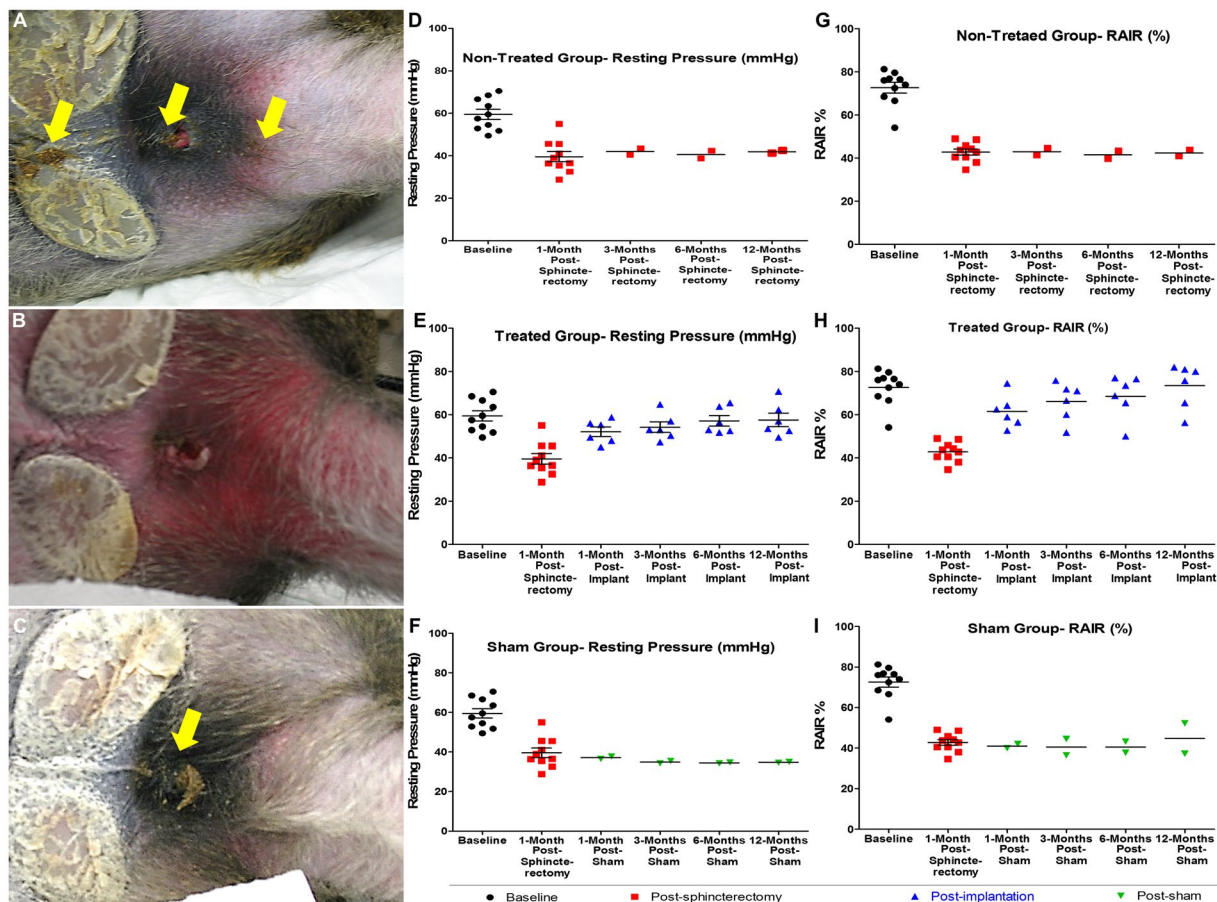 A
B
C
D
Non-Treated Group- Resting Pressure (mmHg)
Resting Pressure (mmHg)
100
80
60
40
20
0
Baseline
1-Month
Post-
Sphincte-
rectomy
3-Months
Post-
Sphincte-
rectomy
6-Months
Post-
Sphincte-
rectomy
12-Months
Post-
Sphincte-
rectomy
G
Non-Tretaed Group- RAIR (%)
RAIR %
100
80
60
40
20
0
Baseline
1-Month
Post-
Sphincte-
rectomy
3-Months
Post-
Sphincte-
rectomy
6-Months
Post-
Sphincte-
rectomy
12-Months
Post-
Sphincte-
rectomy
E
Treated Group- Resting Pressure (mmHg)
Resting Pressure (mmHg)
100
80
60
40
20
0
Baseline
1-Month
Post-
Sphincte-
rectomy
1-Month
Post-
Implant
3-Months
Post-
Implant
6-Months
Post-
Implant
12-Months
Post-
Implant
H
Treated Group- RAIR (%)
RAIR %
100
80
60
40
20
0
Baseline
1-Month
Post-
Sphincte-
rectomy
1-Month
Post-
Implant
3-Months
Post-
Implant
6-Months
Post-
Implant
12-Months
Post-Implant
F
Sham Group- Resting Pressure (mmHg)
Resting Pressure (mmHg)
100
80
60
40
20
0
Baseline
1-Month
Post-
Sphincte-
rectomy
1-Month
Post-
Sham
3-Months
Post-
Sham
6-Months
Post-
Sham
12-Months
Post-
Sham
I
Sham Group- RAIR (%)
RAIR %
100
80
60
40
20
0
Baseline
1-Month
Post-
Sphincte-
rectomy
1-Month
Post-
Sham
3-Months
Post-
Sham
6-Months
Post-
Sham
12-Months
Post-Sham
Baseline
Post-sphincterectomy
Post-implantation
Post-sham